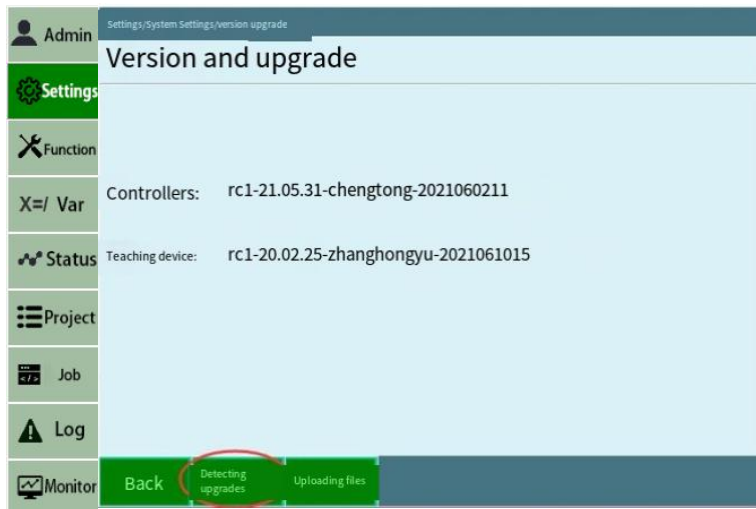 Admin
Settings/System Settings/version upgrade
Version and upgrade
Settings
Function
X=/ Var
Controllers: rc1-21.05.31-chengtong-2021060211
Status
Teaching device: rc1-20.02.25-zhanghongyu-2021061015
Project
Job
Log
Monitor
Back
Detecting
upgrades
Uploading files